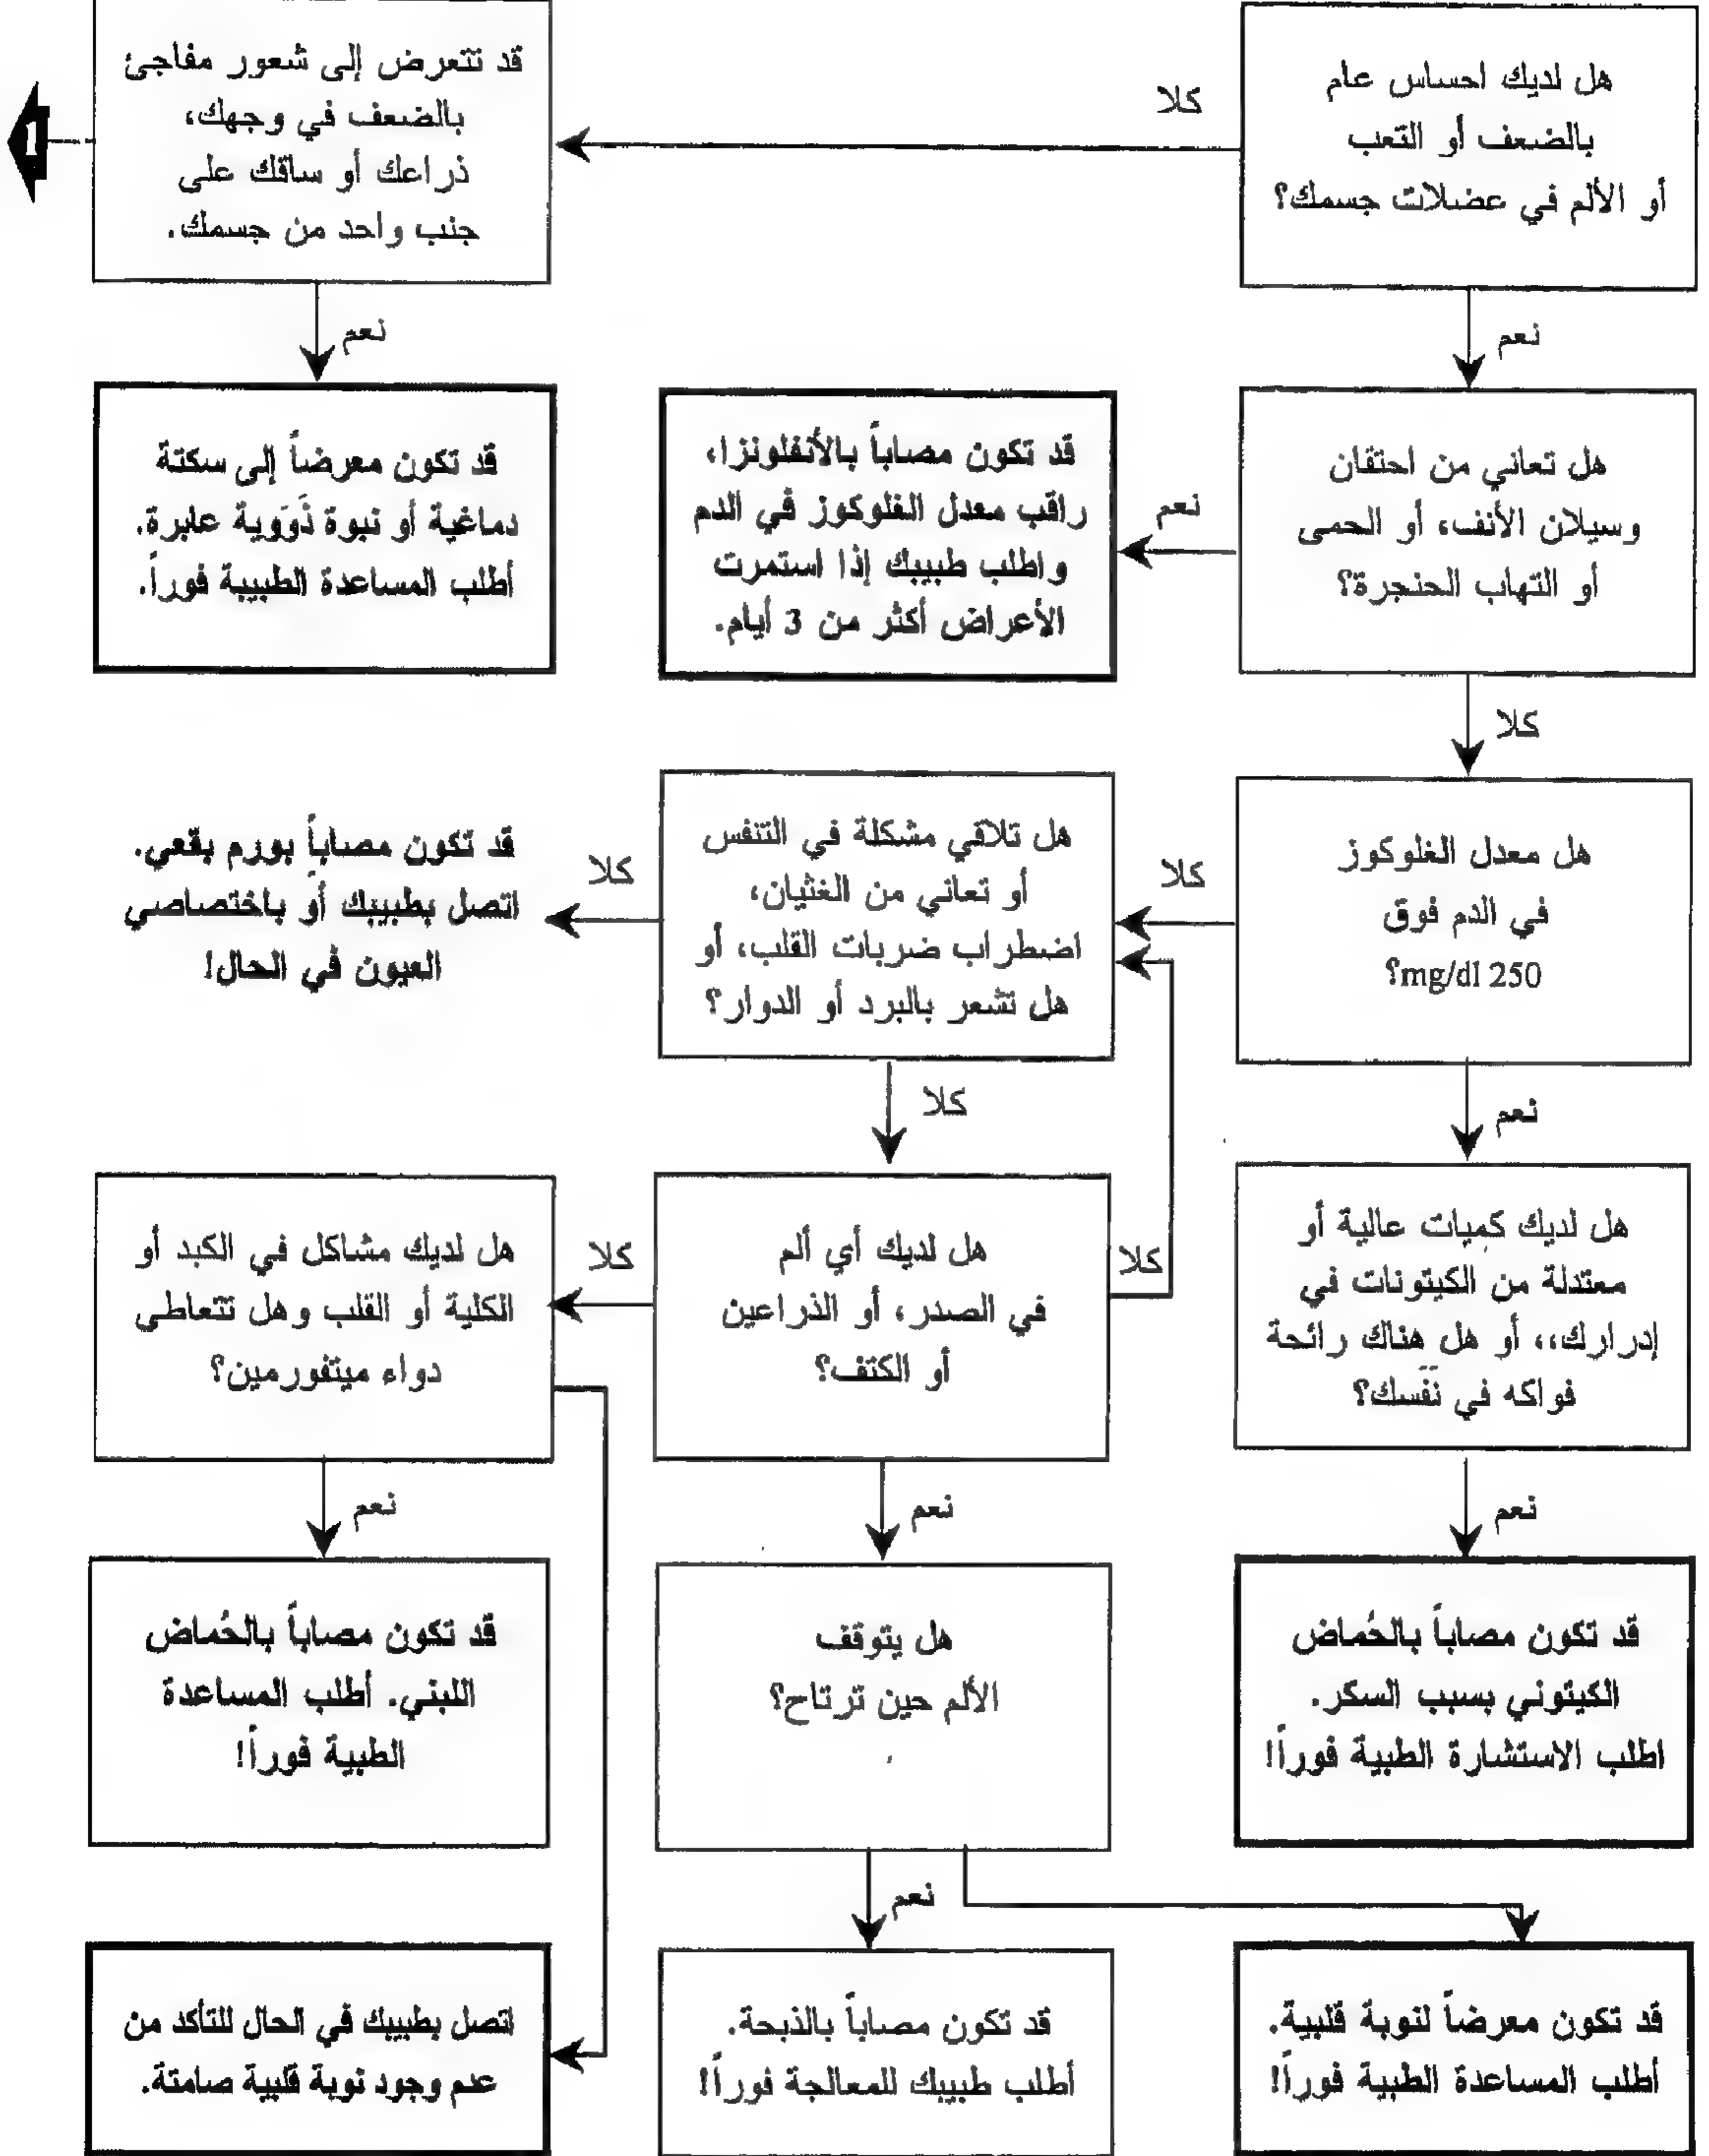 هل لديك احساس عام
بالضعف أو التعب
أو الألم في عضلات جسمك؟
كلا
قد تتعرض إلى شعور مفاجئ
بالضعف في وجهك،
ذراعك أو ساقك على
جنب واحد من جسمك.
1
نعم
نعم
هل تعاني من احتقان
وسيلان الأنف، أو الحمى
أو التهاب الحنجرة؟
نعم
قد تكون مصاباً بالأنفلونزا،
راقب معدل الغلوكوز في الدم
واطلب طبيبك إذا استمرت
الأعراض أكثر من 3 أيام.
قد تكون معرضاً إلى سكتة
دماغية أو نبوة ذَوَوية عابرة.
أطلب المساعدة الطبيبة فوراً.
كلا
هل معدل الغلوكوز
في الدم فوق
250 mg/dl؟
كلا
هل تلاقي مشكلة في التنفس
أو تعاني من الغثيان،
اضطراب ضربات القلب، أو
هل تشعر بالبرد أو الدوار؟
كلا
قد تكون مصاباً بورم بقعي.
اتصل بطبيبك أو باختصاصي
العيون في الحال!
نعم
كلا
هل لديك كميات عالية أو
معتدلة من الكيتونات في
إدرارك،، أو هل هناك رائحة
فواكه في نَفَسك؟
كلا
هل لديك أي ألم
في الصدر، أو الذراعين
أو الكتف؟
كلا
هل لديك مشاكل في الكبد أو
الكلية أو القلب وهل تتعاطى
دواء ميتفورمين؟
نعم
نعم
نعم
قد تكون مصاباً بالحُماض
الكيتوني بسبب السكر.
اطلب الاستشارة الطبية فوراً!
هل يتوقف
الألم حين ترتاح؟
قد تكون مصاباً بالحُماض
اللبني. أطلب المساعدة
الطبية فوراً!
نعم
قد تكون معرضاً لنوبة قلبية.
أطلب المساعدة الطبية فوراً!
قد تكون مصاباً بالذبحة.
أطلب طبيبك للمعالجة فوراً!
اتصل بطبيبك في الحال للتأكد من
عدم وجود نوبة قلبية صامتة.